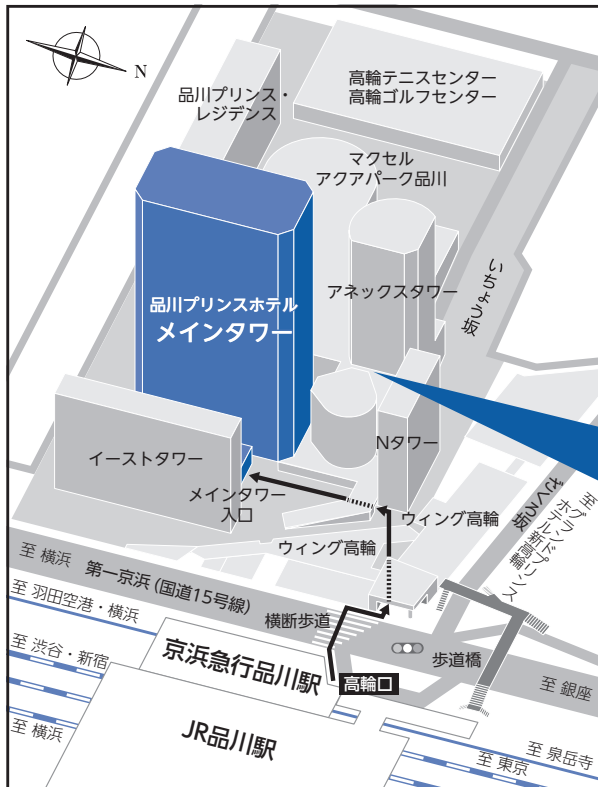 N
高輪テニスセンター
高輪ゴルフセンター
品川プリンス・
レジデンス
マクセル
アクアパーク品川
いちょう坂
アネックスタワー
品川プリンスホテル
メインタワー
Nタワー
イーストタワー
メインタワー
入口
ウィング高輪
ウィング高輪
ざくろ坂
至 グランドプリンス
ホテル新高輪
至 横浜
第一京浜 (国道15号線)
横断歩道
歩道橋
至 銀座
至 羽田空港・横浜
京浜急行品川駅
高輪口
至 渋谷・新宿
JR品川駅
至 横浜
至 泉岳寺
至 東京